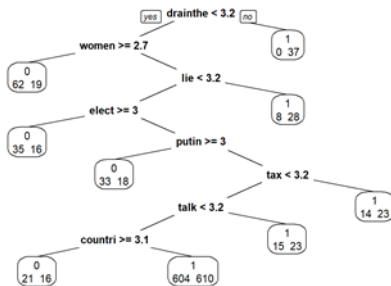 yes drainthe < 3.2 no
women >= 2.7
1
0 37
0
62 19
lie < 3.2
elect >= 3
1
8 28
0
35 16
putin >= 3
0
33 18
tax < 3.2
talk < 3.2
1
14 23
countri >= 3.1
1
15 23
0
21 16
1
604 610